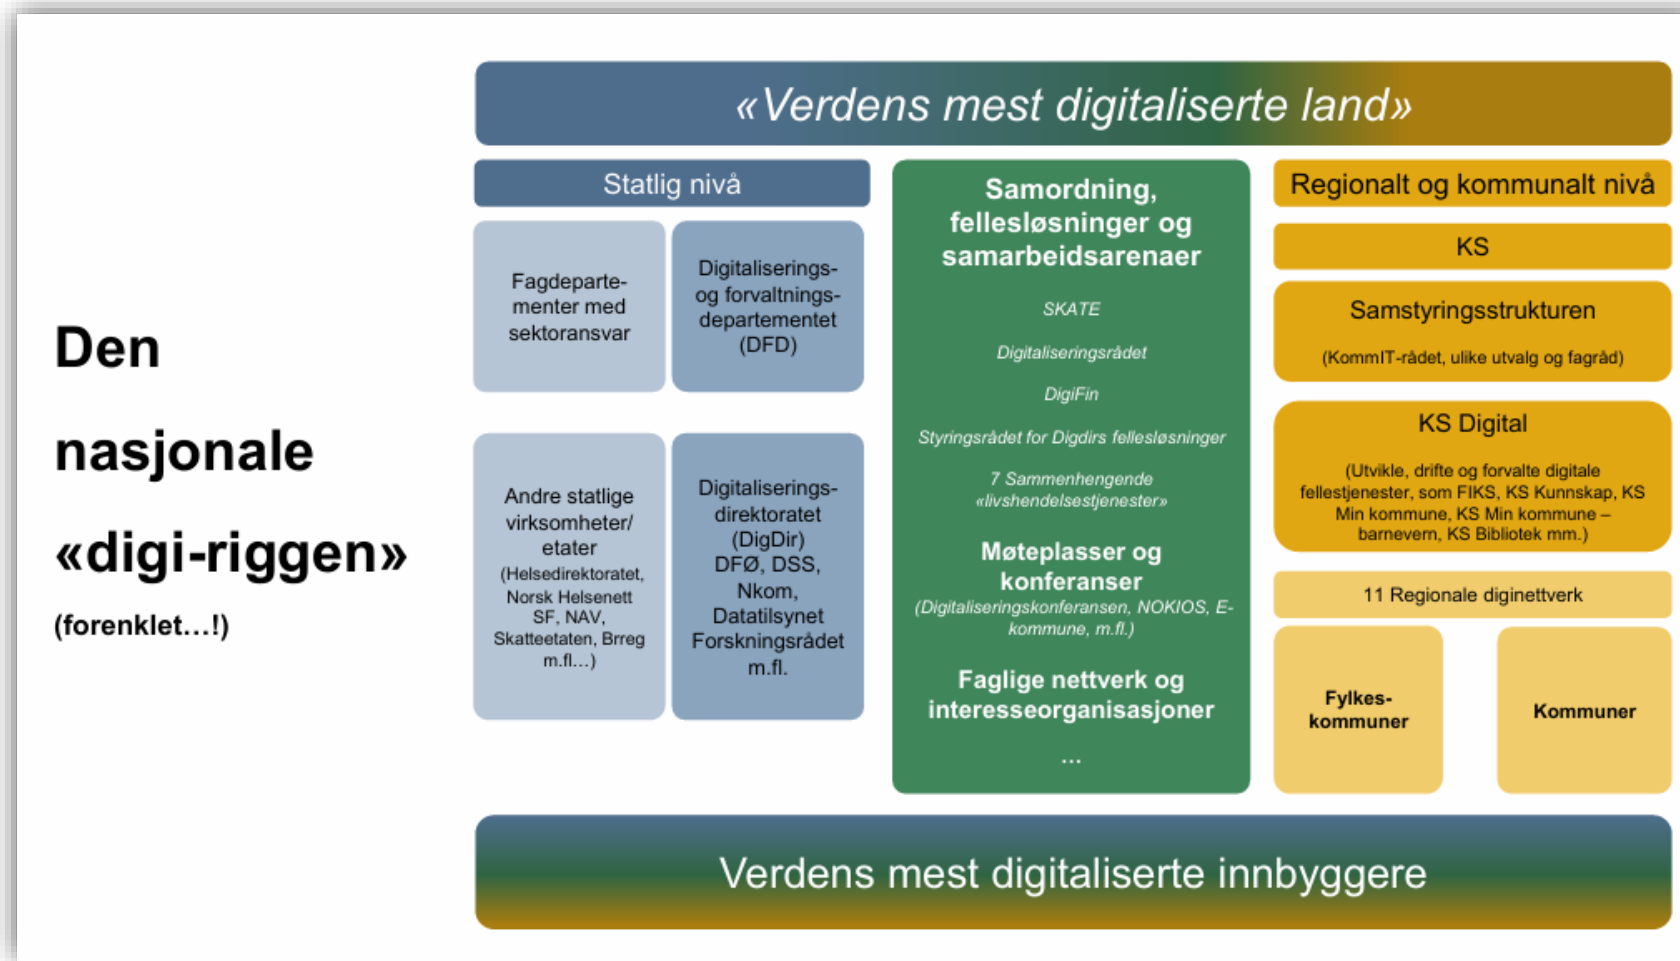 Den
nasjonale
«digi-riggen»
(forenklet...!)
«Verdens mest digitaliserte land»
Statlig nivå
Fagdeparte-
menter med
sektoransvar
Digitaliserings-
og forvaltnings-
departementet
(DFD)
Andre statlige
virksomheter/
etater
(Helsedirektoratet,
Norsk Helsenett
SF, NAV,
Skatteetaten, Brreg
m.fl...)
Digitaliserings-
direktoratet
(DigDir)
DFØ, DSS,
Nkom,
Datatilsynet
Forskningsrådet
m.fl.
Samordning,
fellesløsninger og
samarbeidsarenaer
SKATE
Digitaliseringsrådet
DigiFin
Styringsrådet for Digdirs fellesløsninger
7 Sammenhengende
«livshendelsestjenester»
Møteplasser og
konferanser
(Digitaliseringskonferansen, NOKIOS, E-
kommune, m.fl.)
Faglige nettverk og
interesseorganisasjoner
...
Regionalt og kommunalt nivå
KS
Samstyringsstrukturen
(KommIT-rådet, ulike utvalg og fagråd)
KS Digital
(Utvikle, drifte og forvalte digitale
fellestjenester, som FIKS, KS Kunnskap, KS
Min kommune, KS Min kommune –
barnevern, KS Bibliotek mm.)
11 Regionale diginettverk
Fylkes-
kommuner
Kommuner
Verdens mest digitaliserte innbyggere